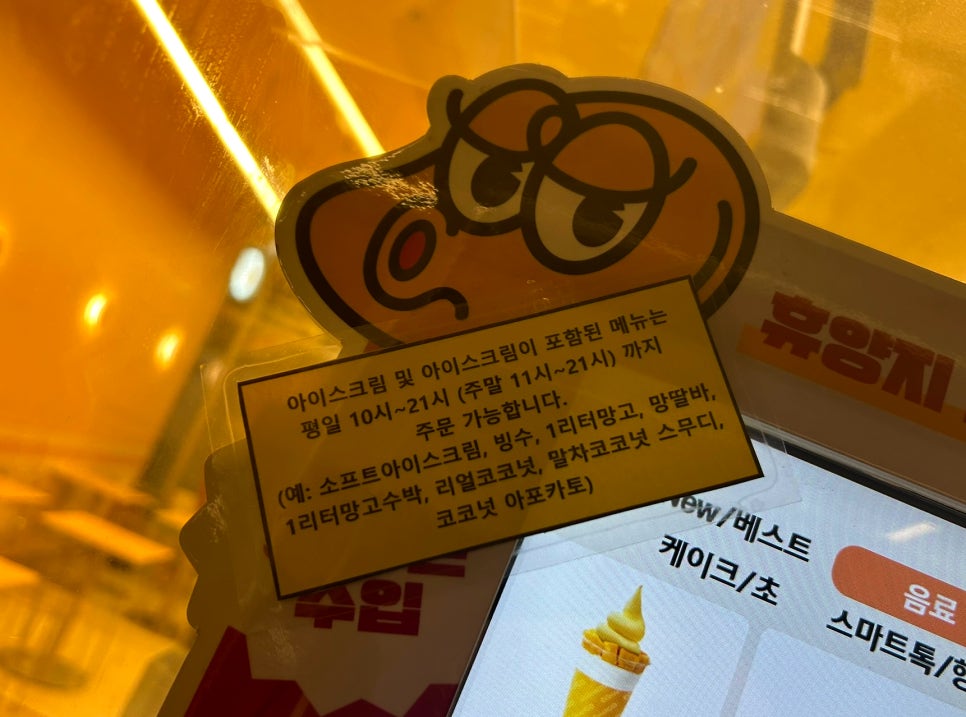 아이스크림 및 아이스크림이 포함된 메뉴는
평일 10시~21시 (주말 11시~21시) 까지
주문 가능합니다.
(예: 소프트아이스크림, 빙수, 1리터망고, 망딸바,
1리터망고수박, 리얼코코넛, 말차코코넛 스무디,
코코넛 아포카토)
휴양지
New/베스트
음료
케이크/초
스마트톡/행
주입